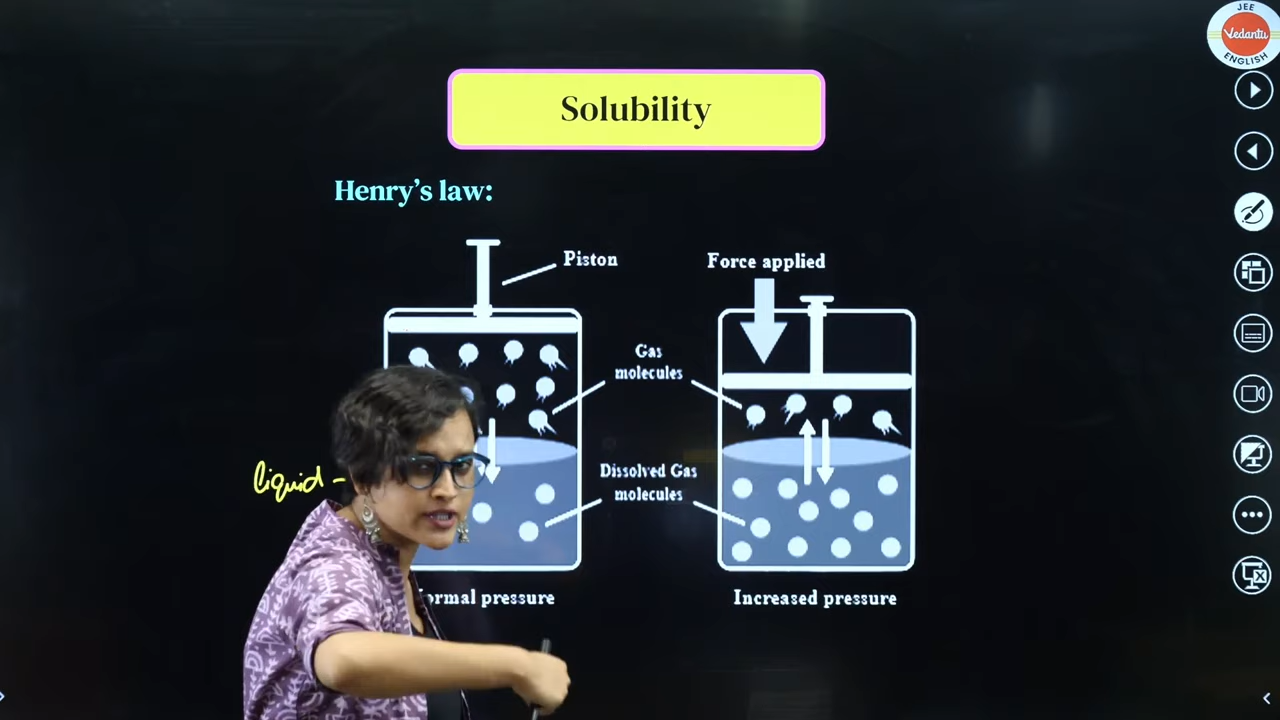 JEE
Vedantu
ENGLISH
Solubility
Henry's law:
Piston
Force applied
Gas
molecules
liquid -
Dissolved Gas
molecules
ormal pressure
Increased pressure